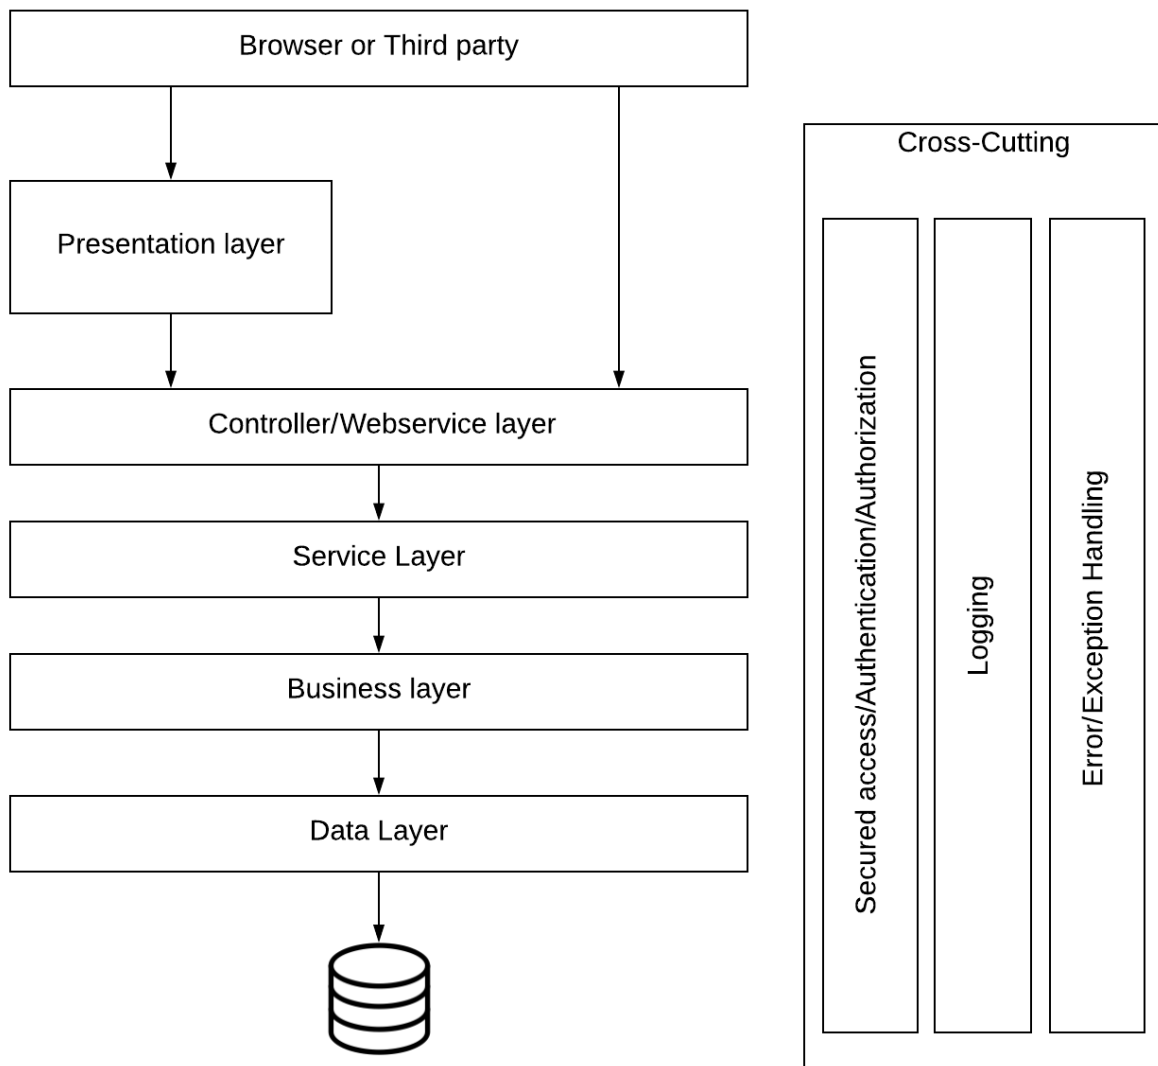 Browser or Third party
Presentation layer
Controller/Webservice layer
Service Layer
Business layer
Data Layer
Cross-Cutting
Secured access/Authentication/Authorization
Logging
Error/Exception Handling